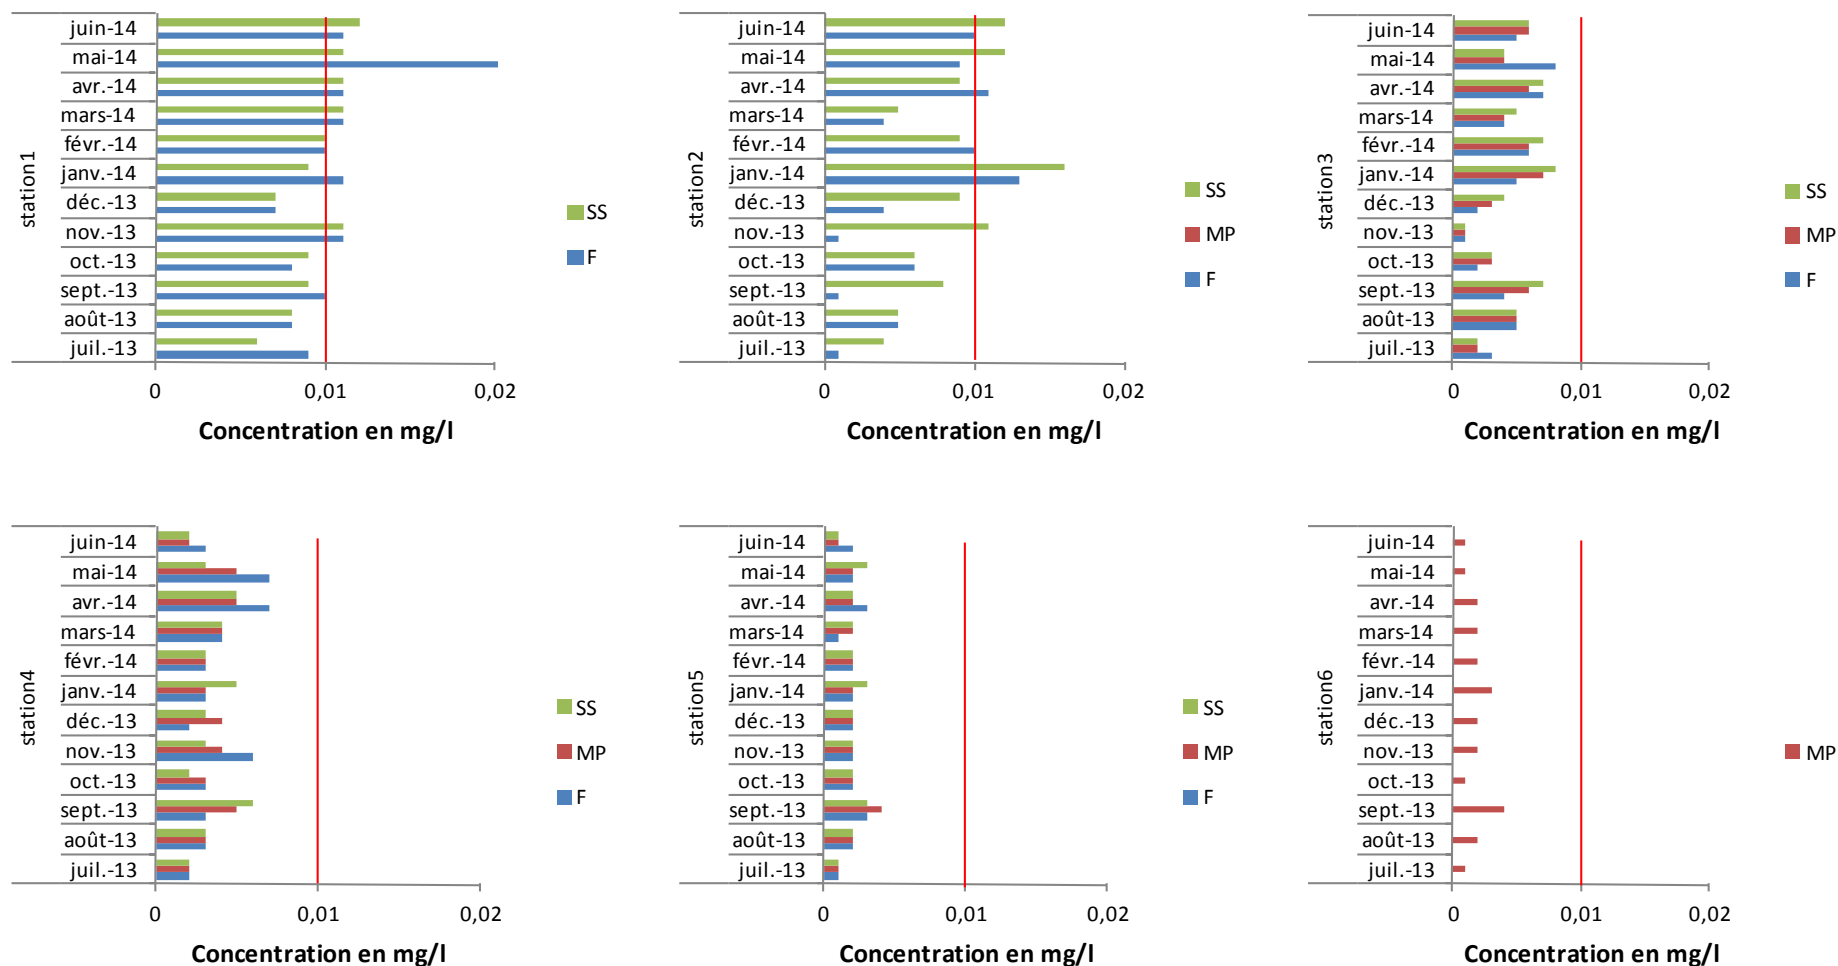 station1
juin-14
mai-14
avr.-14
mars-14
févr.-14
janv.-14
déc.-13
nov.-13
oct.-13
sept.-13
août-13
juil.-13
0 0,01 0,02
Concentration en mg/l
SS
F
station2
juin-14
mai-14
avr.-14
mars-14
févr.-14
janv.-14
déc.-13
nov.-13
oct.-13
sept.-13
août-13
juil.-13
0 0,01 0,02
Concentration en mg/l
SS
MP
F
station3
juin-14
mai-14
avr.-14
mars-14
févr.-14
janv.-14
déc.-13
nov.-13
oct.-13
sept.-13
août-13
juil.-13
0 0,01 0,02
Concentration en mg/l
SS
MP
F
station4
juin-14
mai-14
avr.-14
mars-14
févr.-14
janv.-14
déc.-13
nov.-13
oct.-13
sept.-13
août-13
juil.-13
0 0,01 0,02
Concentration en mg/l
SS
MP
F
station5
juin-14
mai-14
avr.-14
mars-14
févr.-14
janv.-14
déc.-13
nov.-13
oct.-13
sept.-13
août-13
juil.-13
0 0,01 0,02
Concentration en mg/l
SS
MP
F
station6
juin-14
mai-14
avr.-14
mars-14
févr.-14
janv.-14
déc.-13
nov.-13
oct.-13
sept.-13
août-13
juil.-13
0 0,01 0,02
Concentration en mg/l
MP